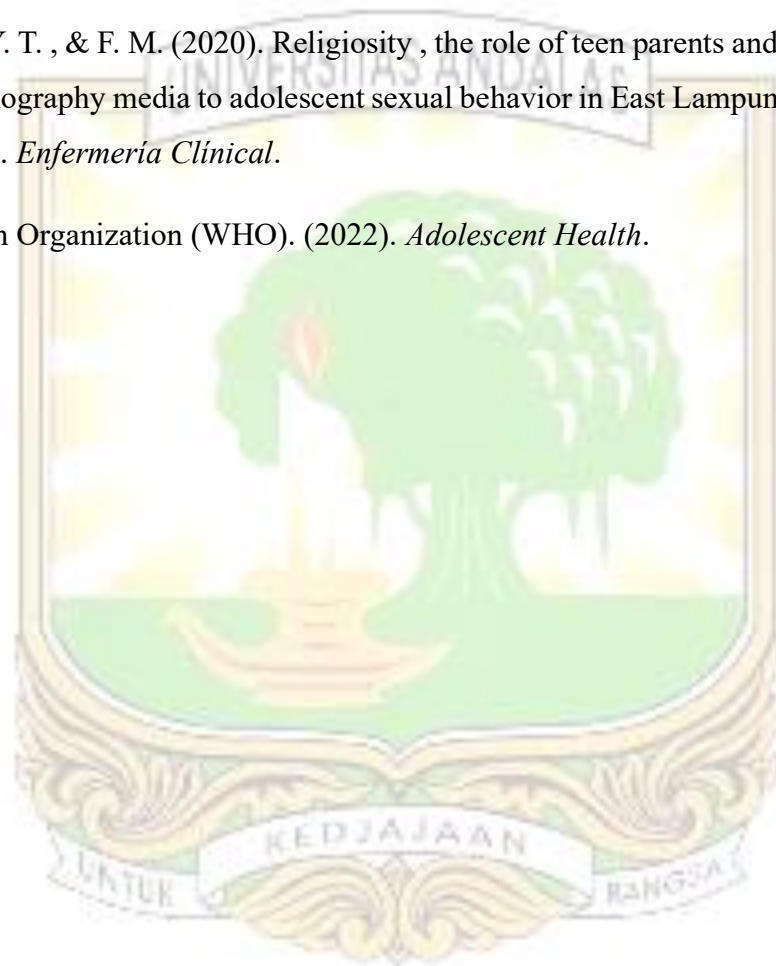 Y. T. , & F. M. (2020). Religiosity , the role of teen parents and
UNIVERSITAS ANDALAS
nography media to adolescent sexual behavior in East Lampun
. Enfermería Clínical.
n Organization (WHO). (2022). Adolescent Health.
KEDJAJAAN
UNTUK BANGSA